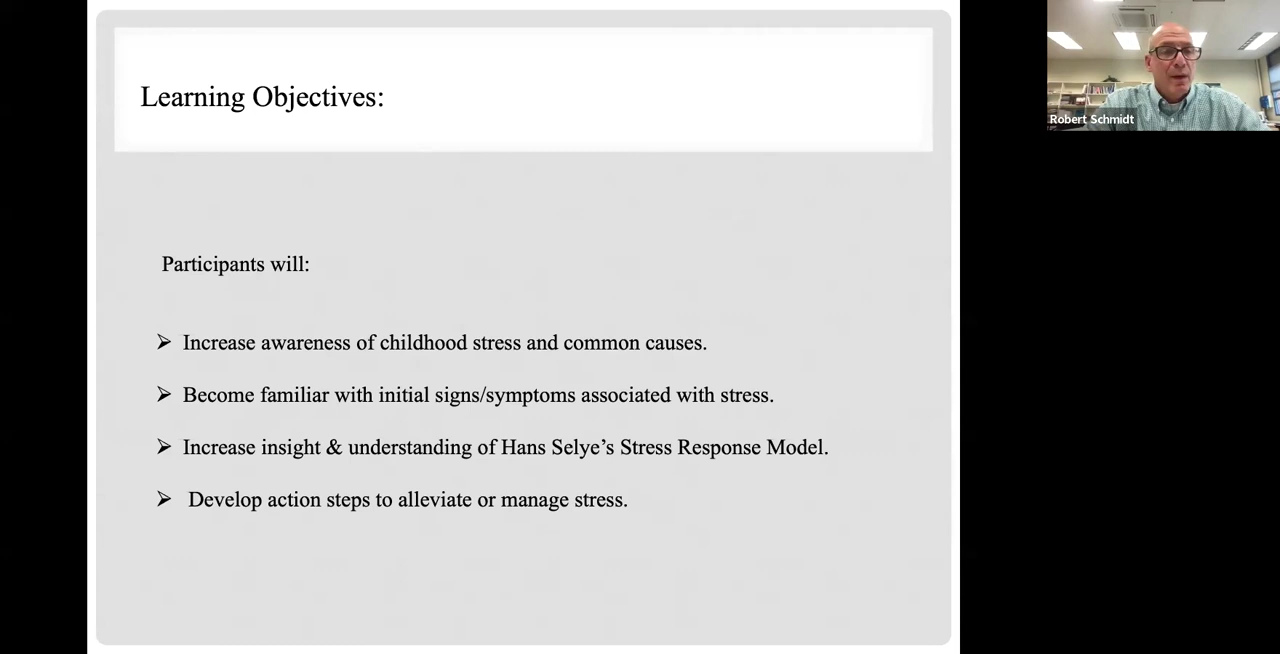 Learning Objectives:
Participants will:
➢ Increase awareness of childhood stress and common causes.
➢ Become familiar with initial signs/symptoms associated with stress.
➢ Increase insight & understanding of Hans Selye’s Stress Response Model.
➢ Develop action steps to alleviate or manage stress.
Robert Schmidt